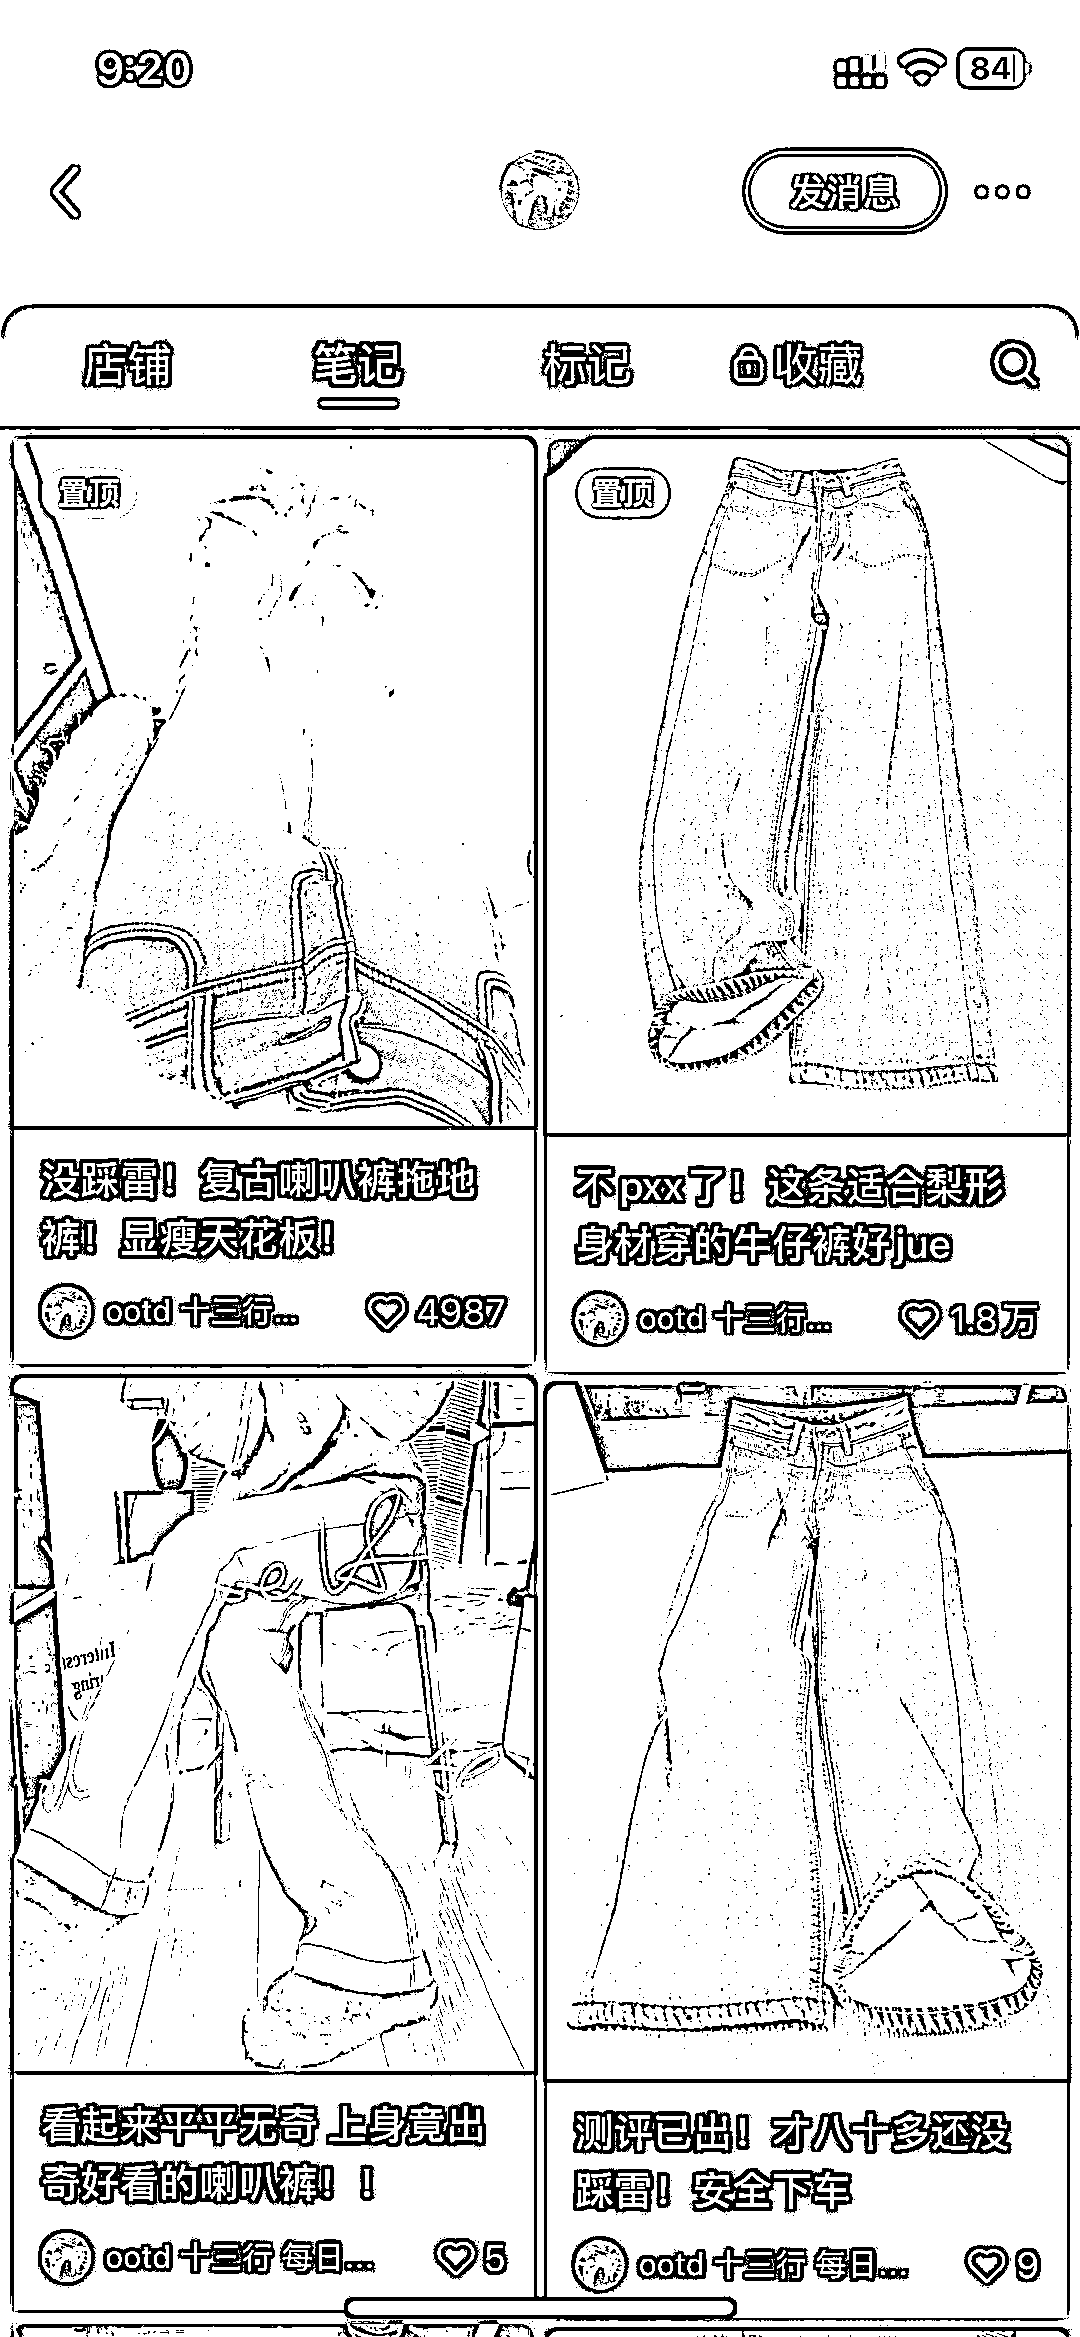 9:20
84
发消息
店铺
笔记
标记
收藏
置顶
置顶
没踩雷！复古喇叭裤拖地
裤！显瘦天花板！
ootd 十三行...
4987
不pxx了！这条适合梨形
身材穿的牛仔裤好jue
ootd 十三行...
1.8万
Interest
uring
看起来平平无奇 上身竟出
奇好看的喇叭裤！！
ootd 十三行 每日...
5
测评已出！才八十多还没
踩雷！安全下车
ootd 十三行 每日...
9